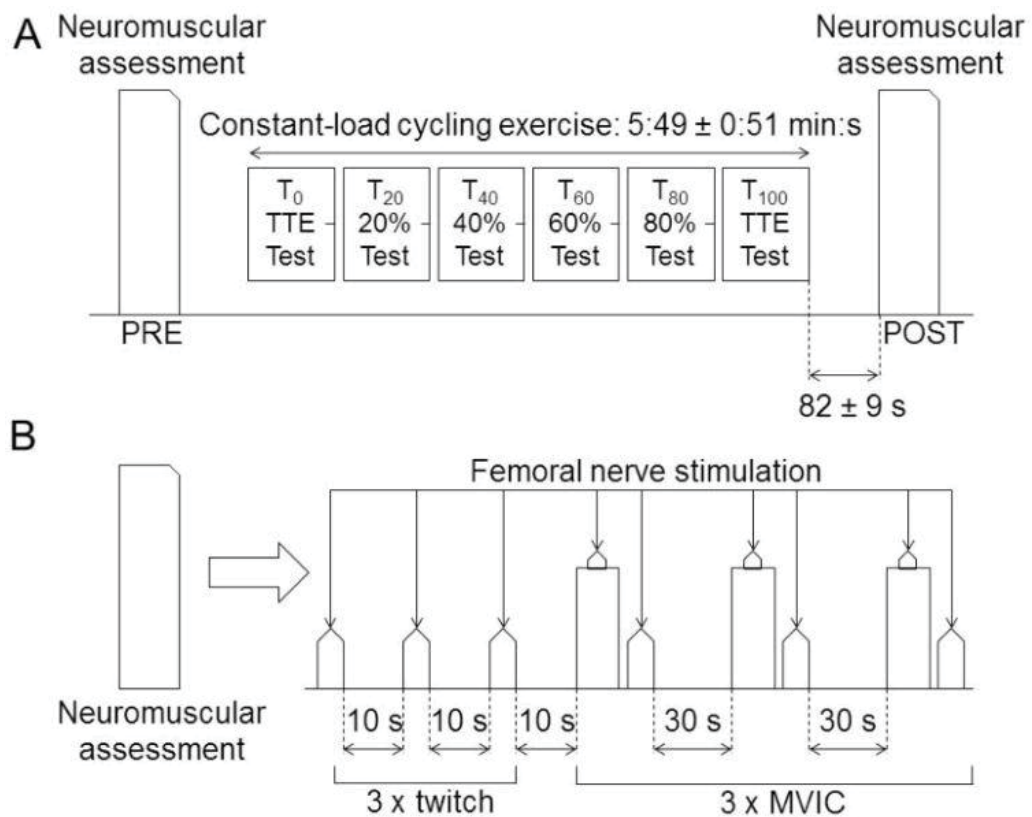 A
Neuromuscular
assessment
Neuromuscular
assessment
Constant-load cycling exercise: 5:49 ± 0:51 min:s
T0 T20 T40 T60 T80 T100
TTE 20% 40% 60% 80% TTE
Test Test Test Test Test Test
PRE
POST
82 ± 9 s
B
Femoral nerve stimulation
Neuromuscular
assessment
10 s 10 s 10 s 30 s 30 s
3 x twitch
3 x MVIC